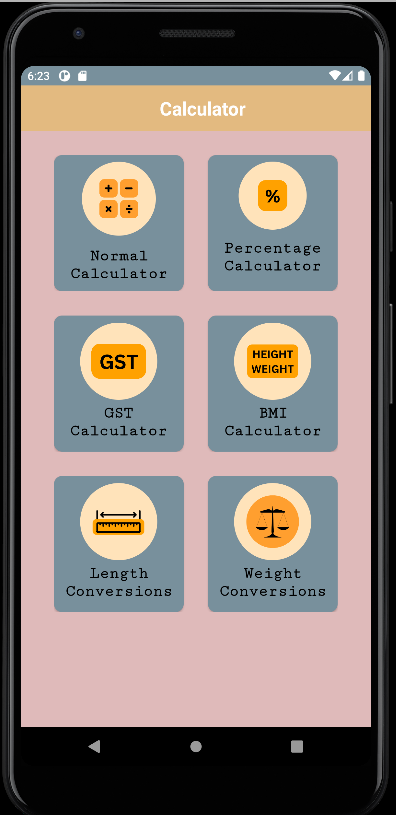 6:23
Calculator
+ −
× ÷
%
Normal
Calculator
Percentage
Calculator
GST
HEIGHT
WEIGHT
GST
Calculator
BMI
Calculator
Length
Conversions
Weight
Conversions